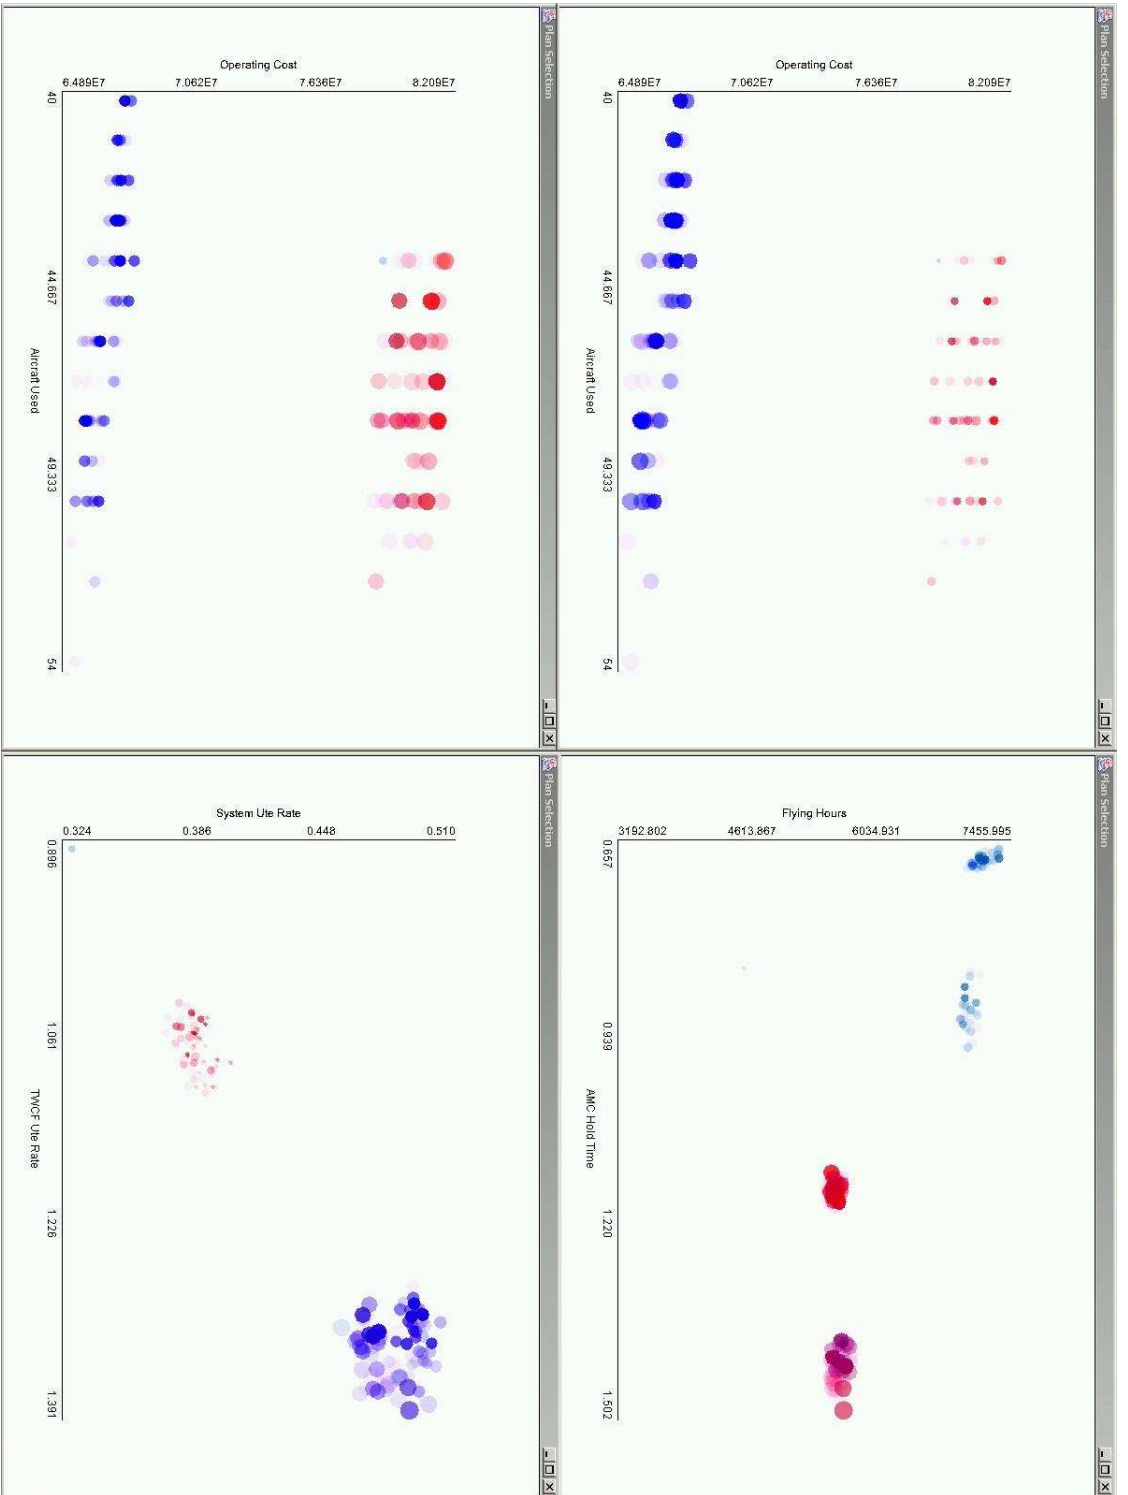 Plan Selection
8.209E7
7.636E7
Operating Cost
7.062E7
6.489E7
40 44.667 49.333 54
Aircraft Used
Plan Selection
7455.995
6034.931
Flying Hours
4613.867
3192.802
0.657 0.939 1.220 1.502
AMC Hold Time
Plan Selection
8.209E7
7.636E7
Operating Cost
7.062E7
6.489E7
40 44.667 49.333 54
Aircraft Used
Plan Selection
0.510
0.448
System Ute Rate
0.386
0.324
0.896 1.061 1.226 1.391
TWCF Ute Rate